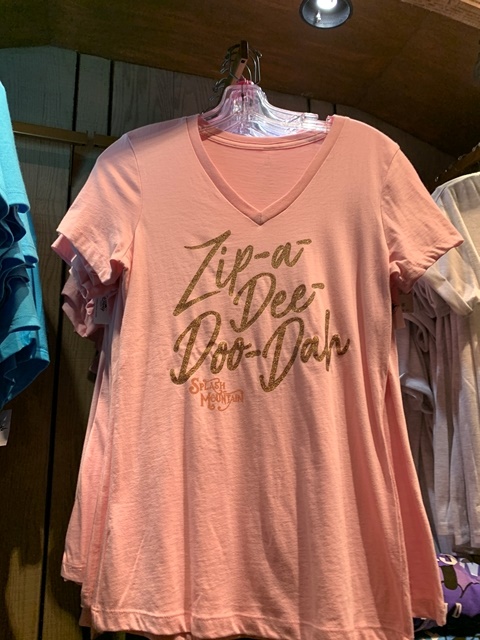 Zip-a-
Dee-
Doo-Dah
Splash
Mountain